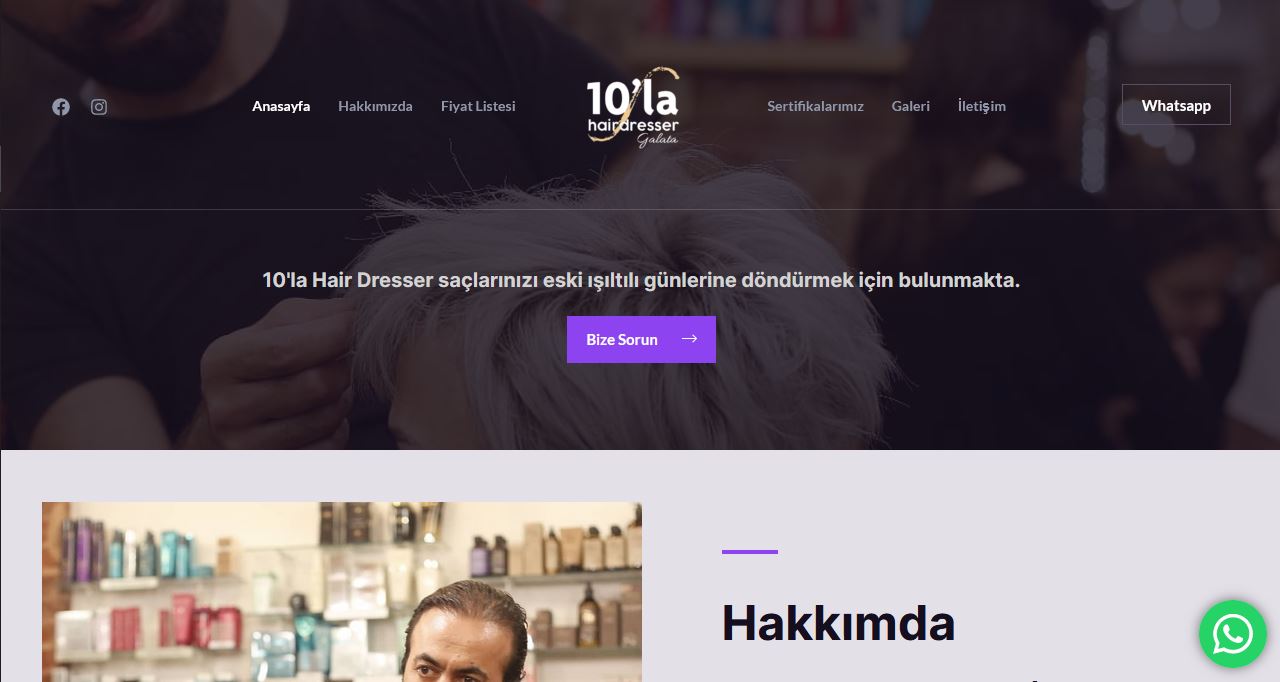 Anasayfa
Hakkımızda
Fiyat Listesi
10'la
hairdresser
Galata
Sertifikalarımız
Galeri
İletişim
Whatsapp
10'la Hair Dresser saçlarınızı eski ışıltılı günlerine döndürmek için bulunmakta.
Bize Sorun
Hakkımda